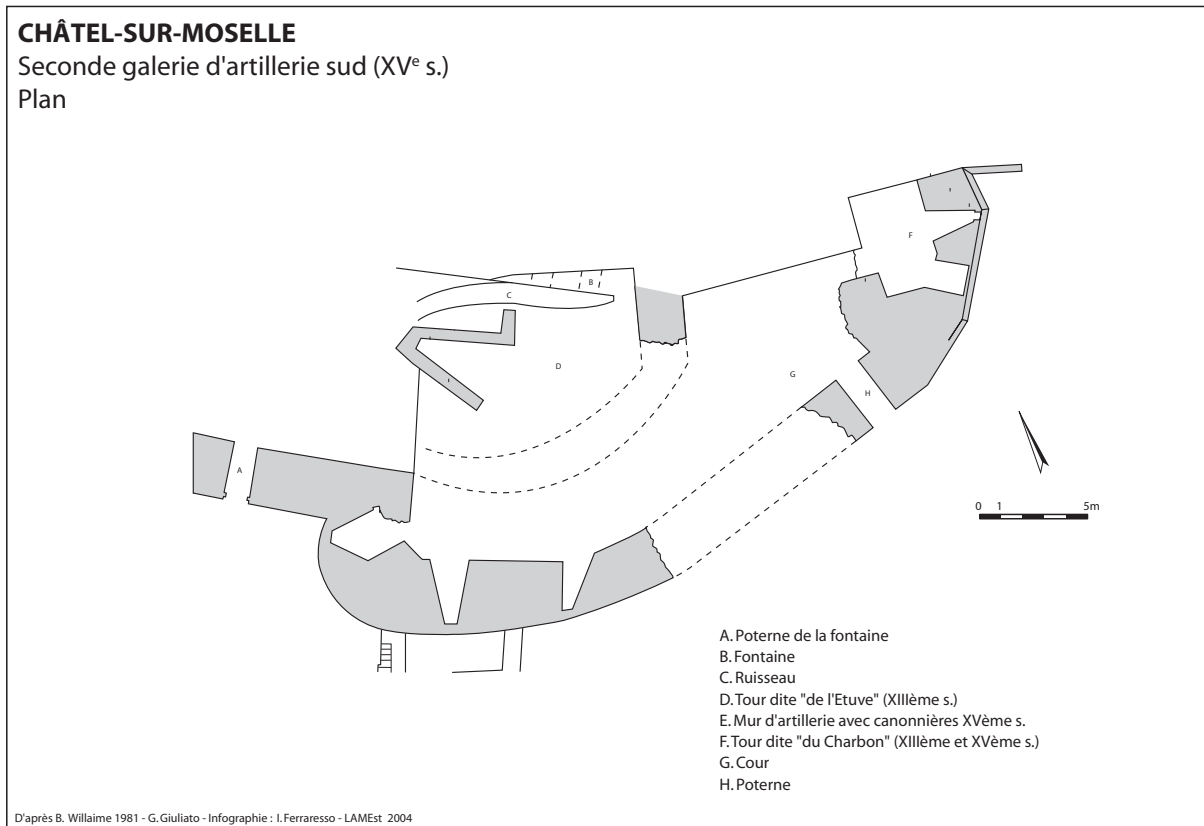 CHÂTEL-SUR-MOSELLE
Seconde galerie d'artillerie sud (XVe s.)
Plan
F
B
C
D
G
H
A
0 1 5m
A. Poterne de la fontaine
B. Fontaine
C. Ruisseau
D. Tour dite "de l'Etuve" (XIIIème s.)
E. Mur d'artillerie avec canonnières XVème s.
F. Tour dite "du Charbon" (XIIIème et XVème s.)
G. Cour
H. Poterne
D'après B. Willaime 1981 - G. Giuliato - Infographie : I. Ferraresso - LAMEst 2004